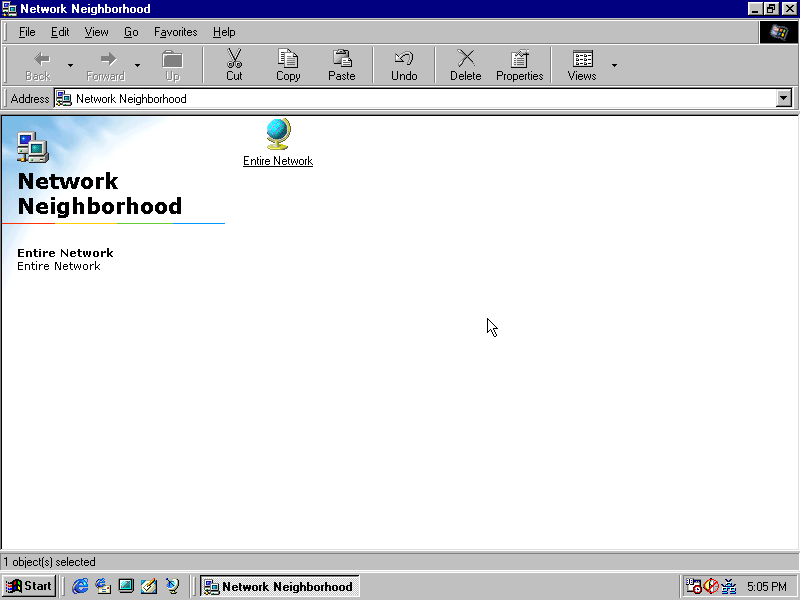 Network Neighborhood
File Edit View Go Favorites Help
Back Forward Up Cut Copy Paste Undo Delete Properties Views
Address Network Neighborhood
Entire Network
Network
Neighborhood
Entire Network
Entire Network
1 object(s) selected
Start Network Neighborhood 5:05 PM